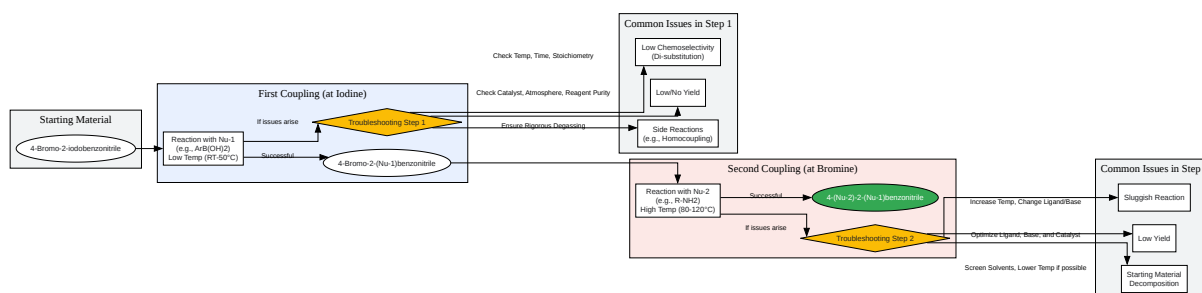 Starting Material
4-Bromo-2-iodobenzonitrile
First Coupling (at Iodine)
Reaction with Nu-1
(e.g., ArB(OH)2)
Low Temp (RT-50°C)
If issues arise
Successful
Troubleshooting Step 1
4-Bromo-2-(Nu-1)benzonitrile
Check Temp, Time, Stoichiometry
Check Catalyst, Atmosphere, Reagent Purity
Ensure Rigorous Degassing
Common Issues in Step 1
Low Chemoselectivity
(Di-substitution)
Low/No Yield
Side Reactions
(e.g., Homocoupling)
Second Coupling (at Bromine)
Reaction with Nu-2
(e.g., R-NH2)
High Temp (80-120°C)
Successful
If issues arise
4-(Nu-2)-2-(Nu-1)benzonitrile
Troubleshooting Step 2
Increase Temp, Change Ligand/Base
Optimize Ligand, Base, and Catalyst
Screen Solvents, Lower Temp if possible
Common Issues in Step
Sluggish Reaction
Low Yield
Starting Material
Decomposition